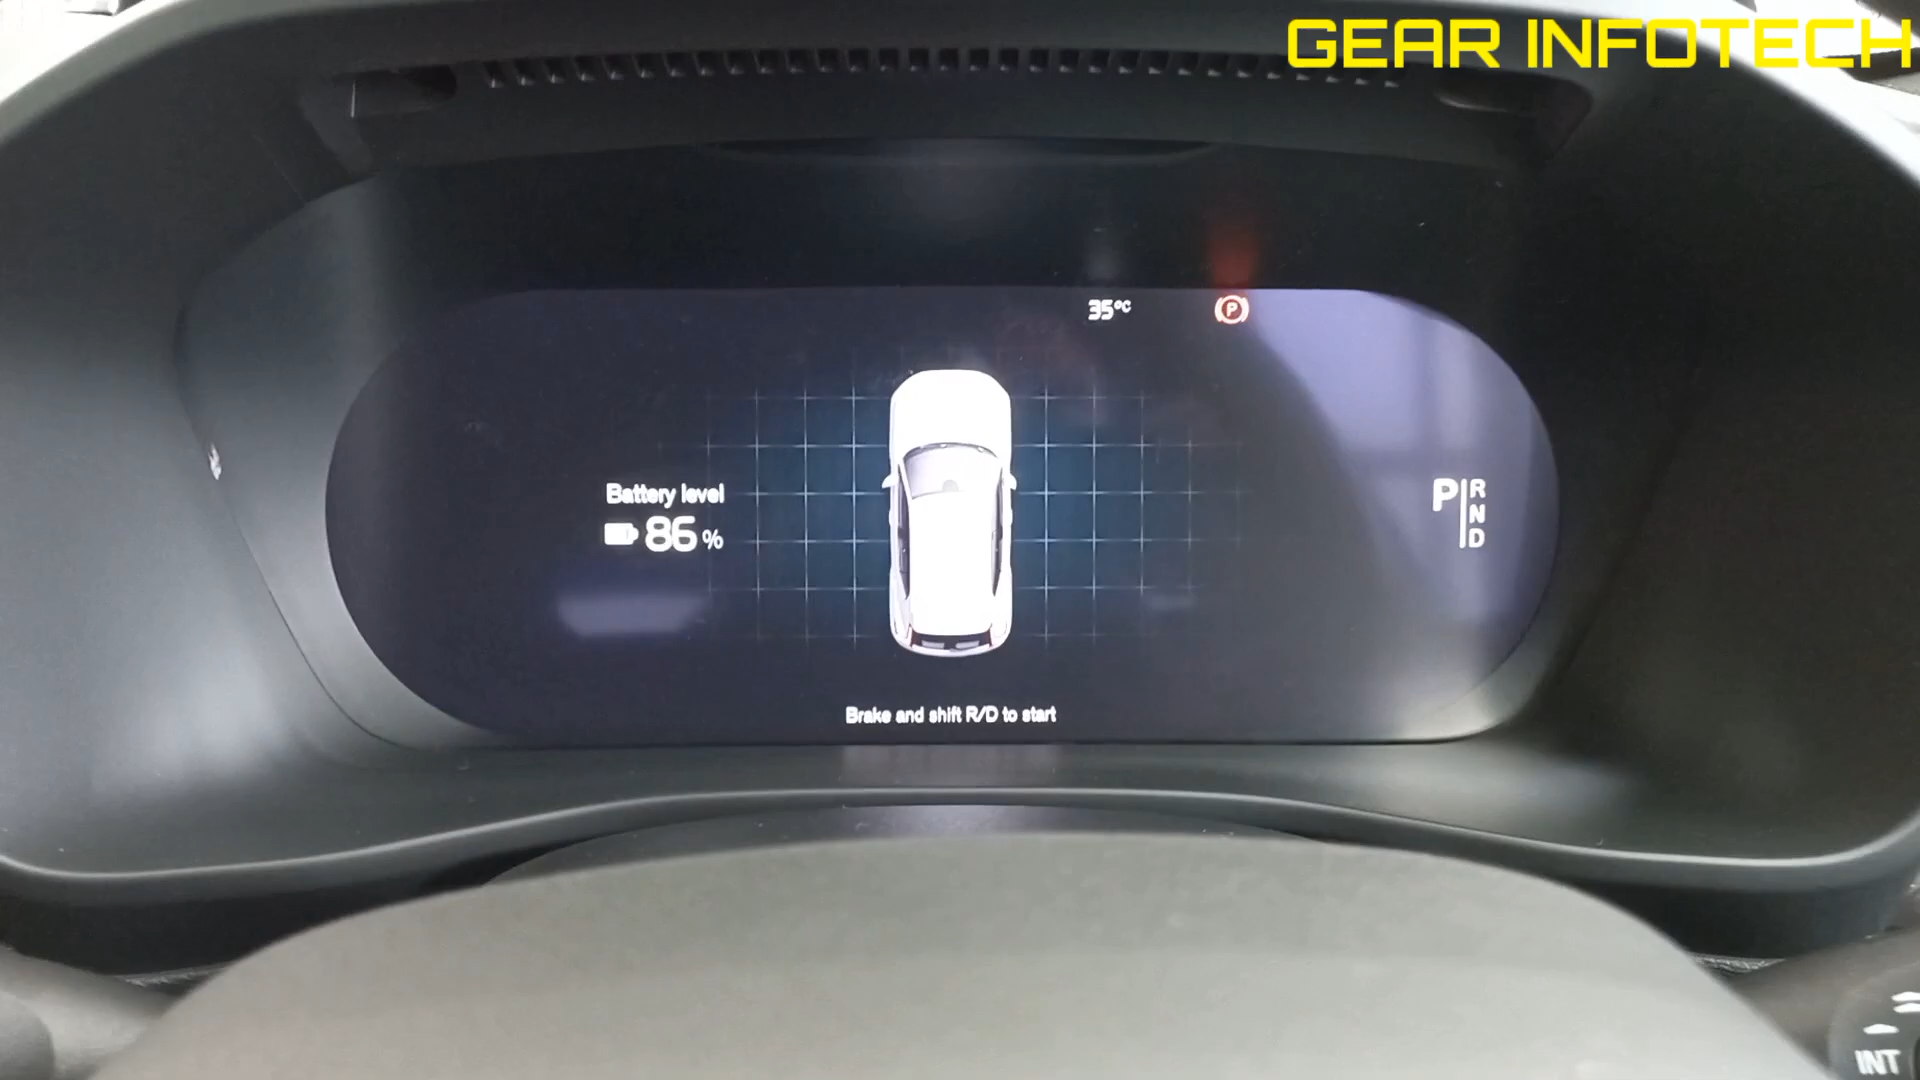 GEAR INFOTECH
35°C
P
Battery level
86 %
P R
N
D
Brake and shift R/D to start
INT